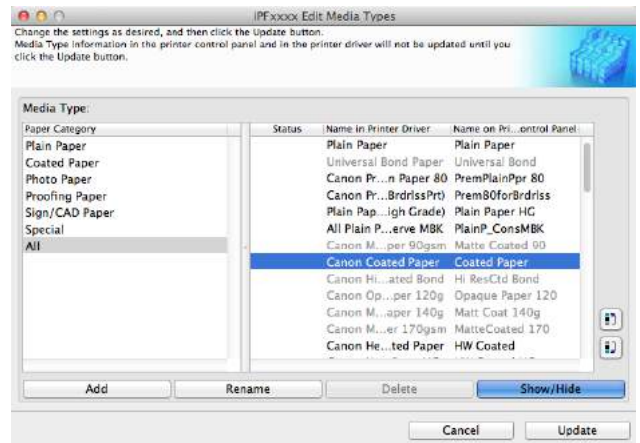 iPFxxxx Edit Media Types
Change the settings as desired, and then click the Update button.
Media Type information in the printer control panel and in the printer driver will not be updated until you
click the Update button.
Media Type:
Paper Category
Plain Paper
Coated Paper
Photo Paper
Proofing Paper
Sign/CAD Paper
Special
All
Status Name in Printer Driver Name on Pri...ontrol Panel
Plain Paper Plain Paper
Universal Bond Paper Universal Bond
Canon Pr...n Paper 80 PremPlainPpr 80
Canon Pr...BrdrlssPrt) Prem80forBrdrlss
Plain Pap...igh Grade) Plain Paper HG
All Plain P...erve MBK PlainP_ConsMBK
Canon M...per 90gsm Matte Coated 90
Canon Coated Paper Coated Paper
Canon Hi...ated Bond Hi ResCtd Bond
Canon Op...per 120g Opaque Paper 120
Canon M...aper 140g Matt Coat 140g
Canon M...er 170gsm MatteCoated 170
Canon He...ted Paper HW Coated
Add Rename Delete Show/Hide
Cancel Update